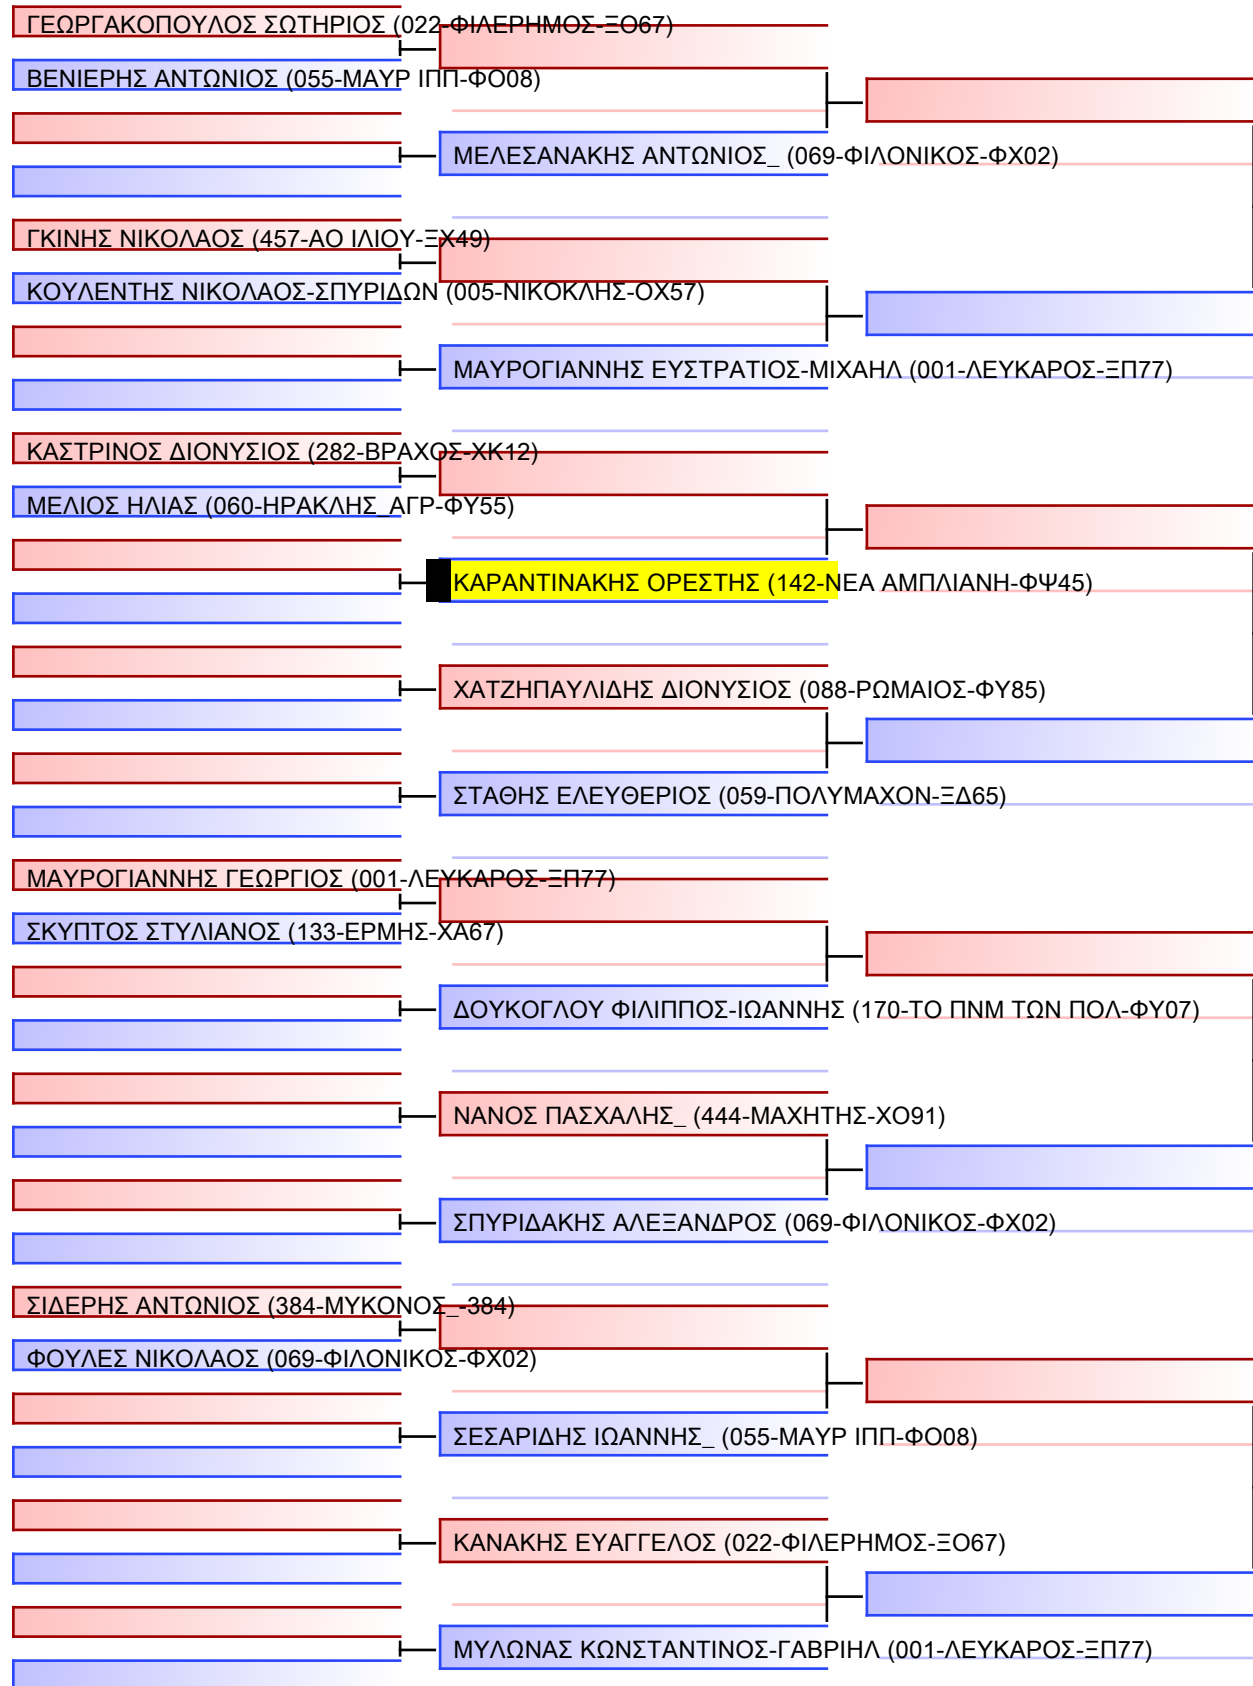 ΓΕΩΡΓΑΚΟΠΟΥΛΟΣ ΣΩΤΗΡΙΟΣ (022-ΦΙΛΕΡΗΜΟΣ-ΞΟ67)
ΒΕΝΙΕΡΗΣ ΑΝΤΩΝΙΟΣ (055-ΜΑΥΡ ΙΠΠ-ΦΟ08)
ΜΕΛΕΣΑΝΑΚΗΣ ΑΝΤΩΝΙΟΣ_ (069-ΦΙΛΟΝΙΚΟΣ-ΦΧ02)
ΓΚΙΝΗΣ ΝΙΚΟΛΑΟΣ (457-ΑΟ ΙΛΙΟΥ-ΞΧ49)
ΚΟΥΛΕΝΤΗΣ ΝΙΚΟΛΑΟΣ-ΣΠΥΡΙΔΩΝ (005-ΝΙΚΟΚΛΗΣ-ΟΧ57)
ΜΑΥΡΟΓΙΑΝΝΗΣ ΕΥΣΤΡΑΤΙΟΣ-ΜΙΧΑΗΛ (001-ΛΕΥΚΑΡΟΣ-ΞΠ77)
ΚΑΣΤΡΙΝΟΣ ΔΙΟΝΥΣΙΟΣ (282-ΒΡΑΧΟΣ-ΧΚ12)
ΜΕΛΙΟΣ ΗΛΙΑΣ (060-ΗΡΑΚΛΗΣ_ΑΓΡ-ΦΥ55)
ΚΑΡΑΝΤΙΝΑΚΗΣ ΟΡΕΣΤΗΣ (142-ΝΕΑ ΑΜΠΛΙΑΝΗ-ΦΨ45)
ΧΑΤΖΗΠΑΥΛΙΔΗΣ ΔΙΟΝΥΣΙΟΣ (088-ΡΩΜΑΙΟΣ-ΦΥ85)
ΣΤΑΘΗΣ ΕΛΕΥΘΕΡΙΟΣ (059-ΠΟΛΥΜΑΧΟΝ-ΞΔ65)
ΜΑΥΡΟΓΙΑΝΝΗΣ ΓΕΩΡΓΙΟΣ (001-ΛΕΥΚΑΡΟΣ-ΞΠ77)
ΣΚΥΠΤΟΣ ΣΤΥΛΙΑΝΟΣ (133-ΕΡΜΗΣ-ΧΑ67)
ΔΟΥΚΟΓΛΟΥ ΦΙΛΙΠΠΟΣ-ΙΩΑΝΝΗΣ (170-ΤΟ ΠΝΜ ΤΩΝ ΠΟΛ-ΦΥ07)
ΝΑΝΟΣ ΠΑΣΧΑΛΗΣ_ (444-ΜΑΧΗΤΗΣ-ΧΟ91)
ΣΠΥΡΙΔΑΚΗΣ ΑΛΕΞΑΝΔΡΟΣ (069-ΦΙΛΟΝΙΚΟΣ-ΦΧ02)
ΣΙΔΕΡΗΣ ΑΝΤΩΝΙΟΣ (384-ΜΥΚΟΝΟΣ_-384)
ΦΟΥΛΕΣ ΝΙΚΟΛΑΟΣ (069-ΦΙΛΟΝΙΚΟΣ-ΦΧ02)
ΣΕΣΑΡΙΔΗΣ ΙΩΑΝΝΗΣ_ (055-ΜΑΥΡ ΙΠΠ-ΦΟ08)
ΚΑΝΑΚΗΣ ΕΥΑΓΓΕΛΟΣ (022-ΦΙΛΕΡΗΜΟΣ-ΞΟ67)
ΜΥΛΩΝΑΣ ΚΩΝΣΤΑΝΤΙΝΟΣ-ΓΑΒΡΙΗΛ (001-ΛΕΥΚΑΡΟΣ-ΞΠ77)